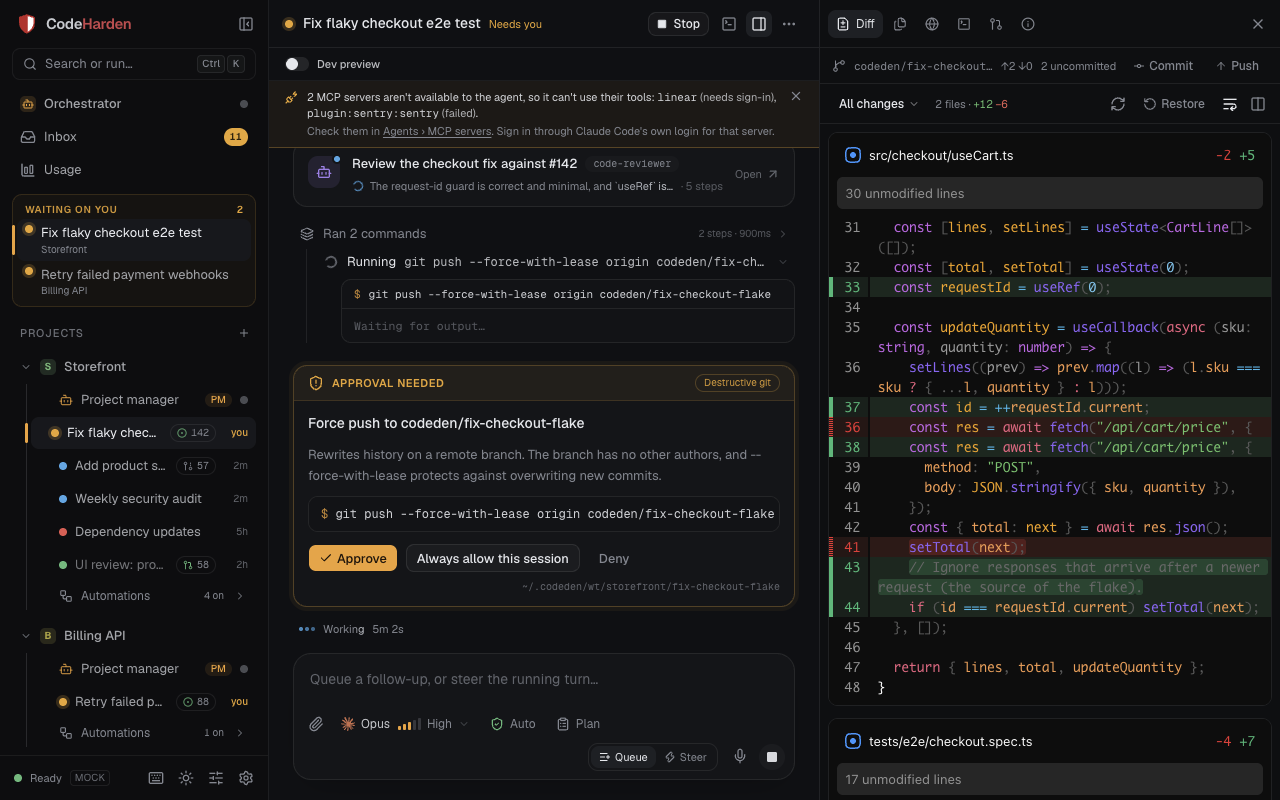 CodeHarden
Search or run…
Ctrl K
Orchestrator
Inbox
11
Usage
WAITING ON YOU
2
Fix flaky checkout e2e test
Storefront
Retry failed payment webhooks
Billing API
PROJECTS
S Storefront
Project manager PM
Fix flaky chec… 142 you
Add product s… 57 2m
Weekly security audit 2m
Dependency updates 5h
UI review: pro… 58 2h
Automations 4 on
B Billing API
Project manager PM
Retry failed p… 88 you
Automations 1 on
Ready MOCK
Fix flaky checkout e2e test Needs you
Stop
Dev preview
2 MCP servers aren't available to the agent, so it can't use their tools: linear (needs sign-in),
plugin:sentry:sentry (failed).
Check them in Agents › MCP servers. Sign in through Claude Code's own login for that server.
Review the checkout fix against #142 code-reviewer
The request-id guard is correct and minimal, and `useRef` is… · 5 steps
Open
Ran 2 commands
2 steps · 900ms
Running git push --force-with-lease origin codeden/fix-ch…
$ git push --force-with-lease origin codeden/fix-checkout-flake
Waiting for output…
APPROVAL NEEDED
Destructive git
Force push to codeden/fix-checkout-flake
Rewrites history on a remote branch. The branch has no other authors, and --
force-with-lease protects against overwriting new commits.
$ git push --force-with-lease origin codeden/fix-checkout-flake
Approve
Always allow this session
Deny
~/.codeden/wt/storefront/fix-checkout-flake
Working 5m 2s
Queue a follow-up, or steer the running turn…
Opus High Auto Plan
Queue Steer
Diff
codeden/fix-checkout… ↑2 ↓0 2 uncommitted
Commit
Push
All changes 2 files · +12 −6
Restore
src/checkout/useCart.ts -2 +5
30 unmodified lines
31 const [lines, setLines] = useState<CartLine[]>
([]);
32 const [total, setTotal] = useState(0);
33 const requestId = useRef(0);
34
35 const updateQuantity = useCallback(async (sku:
string, quantity: number) => {
36 setLines((prev) => prev.map((l) => (l.sku ===
sku ? { ...l, quantity } : l)));
37 const id = ++requestId.current;
36 const res = await fetch("/api/cart/price", {
38 const res = await fetch("/api/cart/price", {
39 method: "POST",
40 body: JSON.stringify({ sku, quantity }),
41 });
42 const { total: next } = await res.json();
41 setTotal(next);
43 // Ignore responses that arrive after a newer
request (the source of the flake).
44 if (id === requestId.current) setTotal(next);
45 }, []);
46
47 return { lines, total, updateQuantity };
48 }
tests/e2e/checkout.spec.ts -4 +7
17 unmodified lines